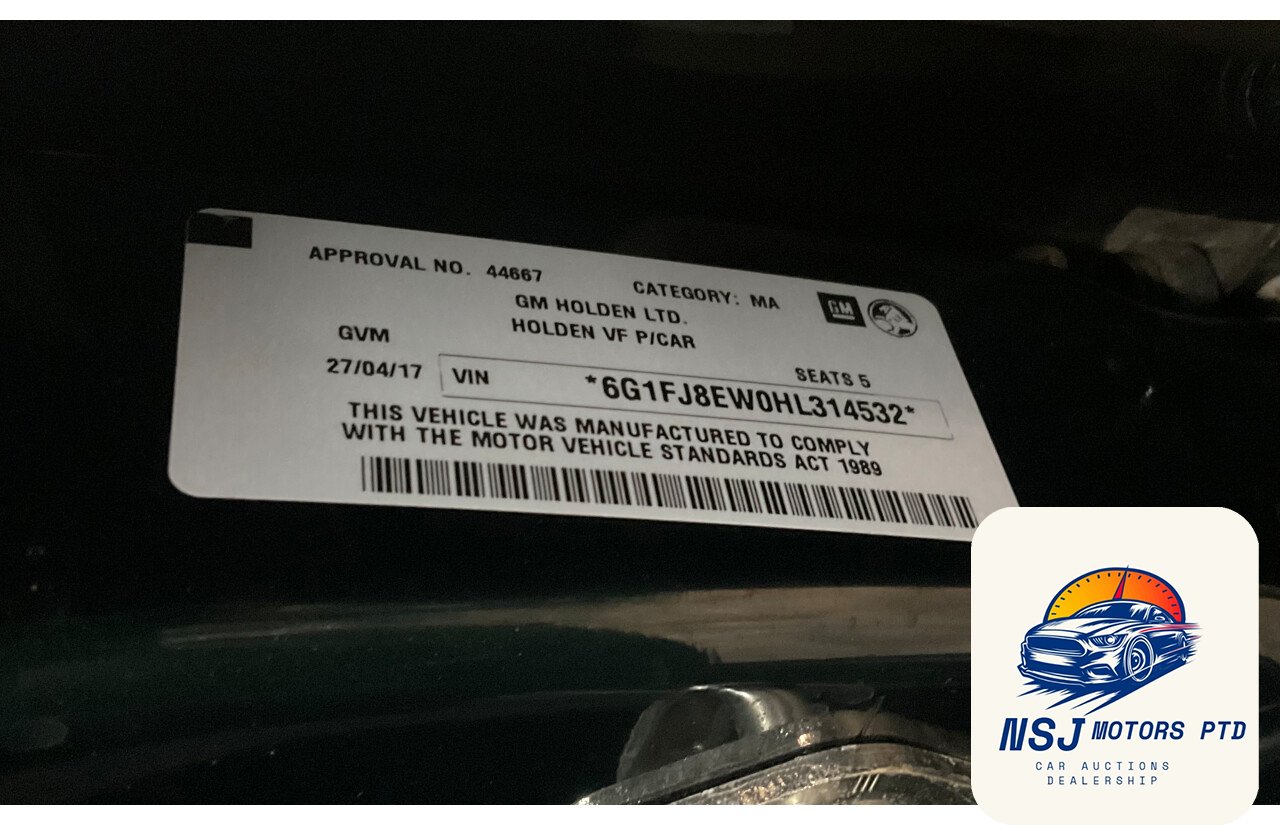 APPROVAL NO. 44667
CATEGORY: MA
GM
GM HOLDEN LTD.
HOLDEN VF P/CAR
GVM
SEATS 5
27/04/17
VIN *6G1FJ8EW0HL314532*
THIS VEHICLE WAS MANUFACTURED TO COMPLY
WITH THE MOTOR VEHICLE STANDARDS ACT 1989
NSJ MOTORS PTD
CAR AUCTIONS
DEALERSHIP